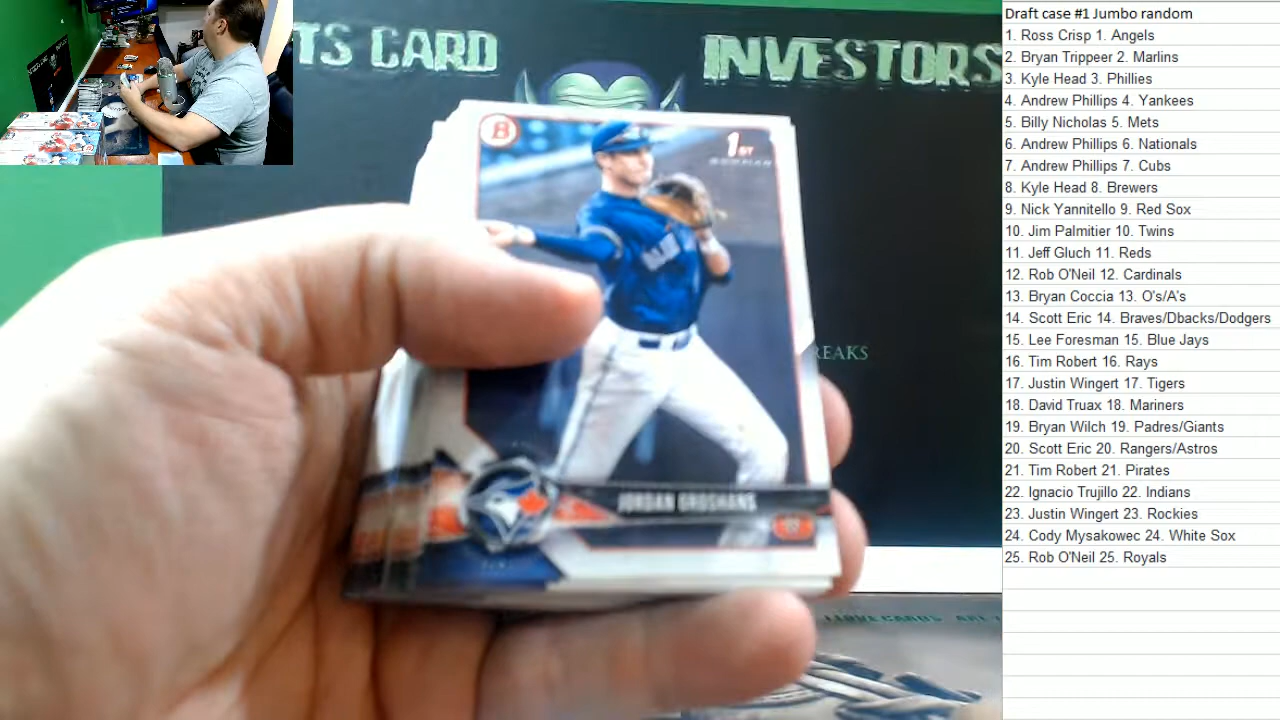 TS CARD INVESTORS
B
1ST
BOWMAN
BLUE
JORDAN GROSHANS
REAKS
Draft case #1 Jumbo random
1. Ross Crisp 1. Angels
2. Bryan Trippeer 2. Marlins
3. Kyle Head 3. Phillies
4. Andrew Phillips 4. Yankees
5. Billy Nicholas 5. Mets
6. Andrew Phillips 6. Nationals
7. Andrew Phillips 7. Cubs
8. Kyle Head 8. Brewers
9. Nick Yannitello 9. Red Sox
10. Jim Palmitier 10. Twins
11. Jeff Gluch 11. Reds
12. Rob O'Neil 12. Cardinals
13. Bryan Coccia 13. O's/A's
14. Scott Eric 14. Braves/Dbacks/Dodgers
15. Lee Foresman 15. Blue Jays
16. Tim Robert 16. Rays
17. Justin Wingert 17. Tigers
18. David Truax 18. Mariners
19. Bryan Wilch 19. Padres/Giants
20. Scott Eric 20. Rangers/Astros
21. Tim Robert 21. Pirates
22. Ignacio Trujillo 22. Indians
23. Justin Wingert 23. Rockies
24. Cody Mysakowec 24. White Sox
25. Rob O'Neil 25. Royals